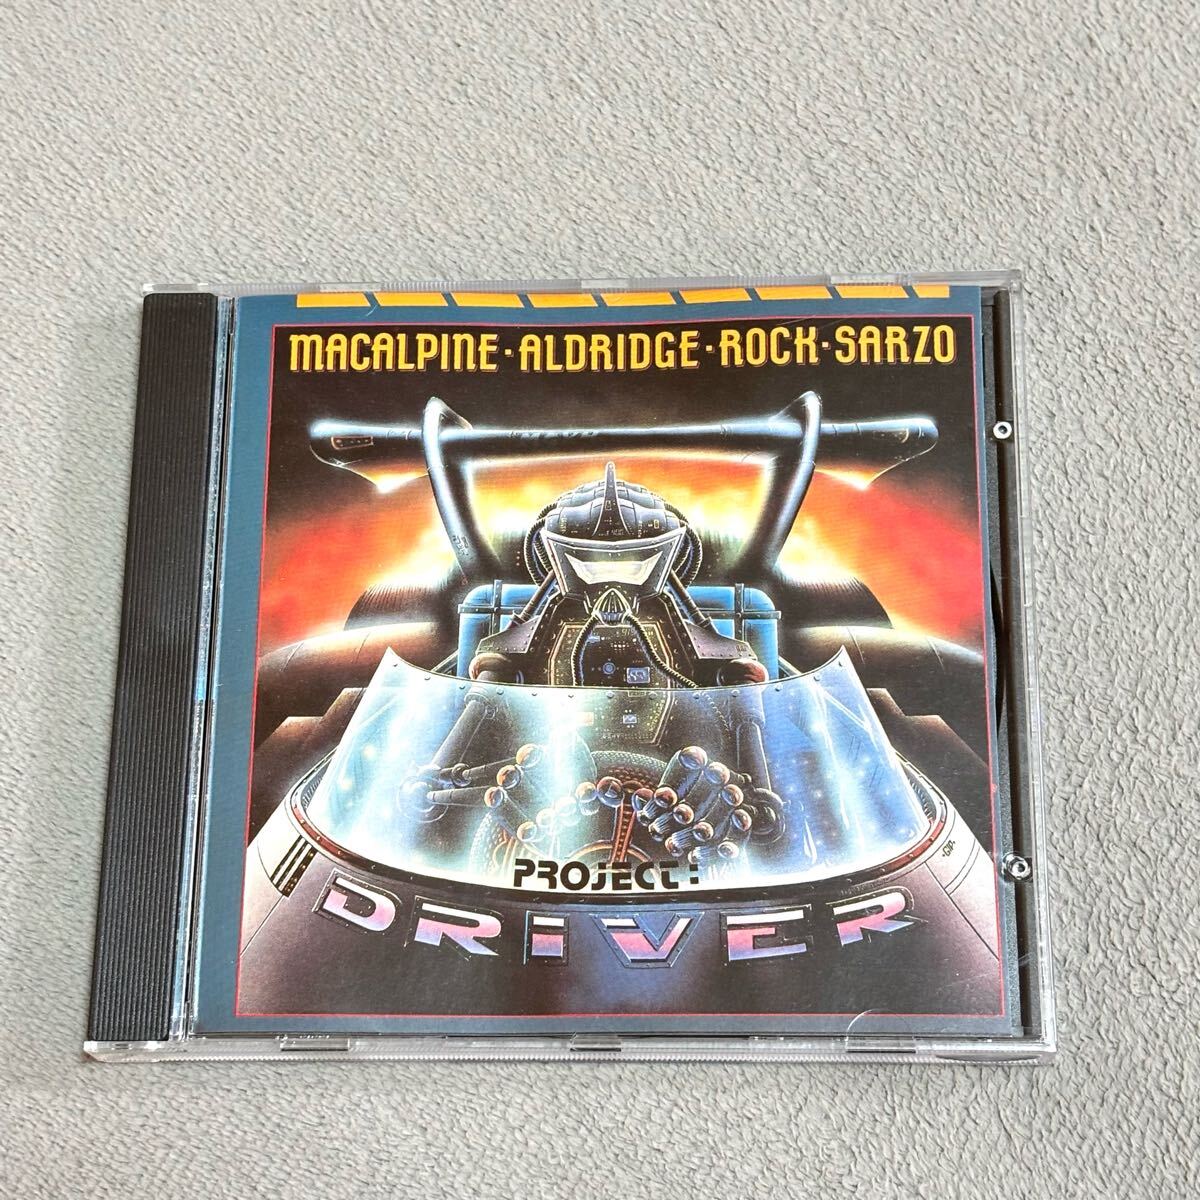 MACALPINE · ALDRIDGE · ROCK · SARZO
PROJECT:
DRIVER